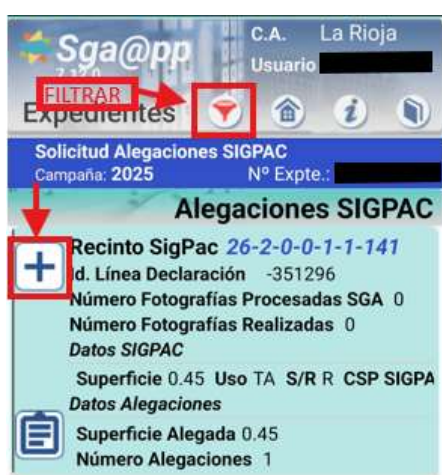 Sga@pp
C.A. La Rioja
Usuario
7.12.0
FILTRAR
Expedientes
Solicitud Alegaciones SIGPAC
Campaña: 2025 Nº Expte.:
Alegaciones SIGPAC
Recinto SigPac 26-2-0-0-1-1-141
Id. Línea Declaración -351296
Número Fotografías Procesadas SGA 0
Número Fotografías Realizadas 0
Datos SIGPAC
Superficie 0.45 Uso TA S/R R CSP SIGPA
Datos Alegaciones
Superficie Alegada 0.45
Número Alegaciones 1